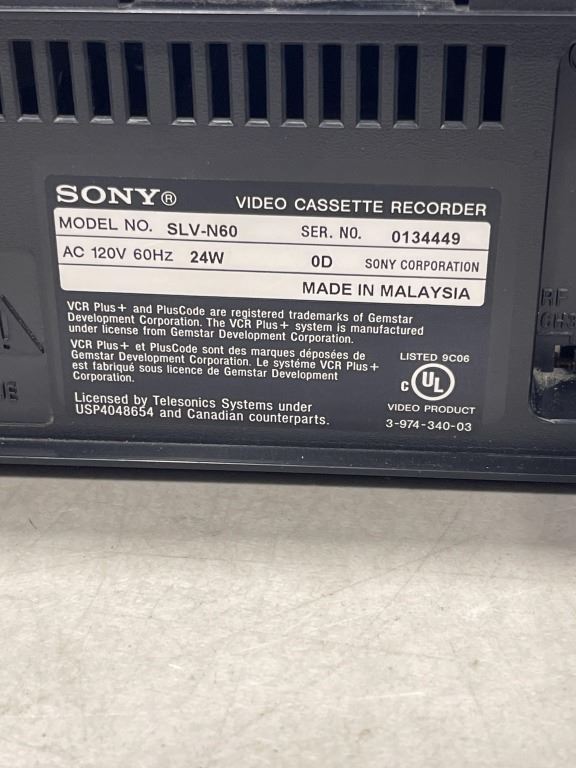 SONY® VIDEO CASSETTE RECORDER
MODEL NO. SLV-N60 SER. NO. 0134449
AC 120V 60Hz 24W 0D SONY CORPORATION
MADE IN MALAYSIA
VCR Plus+ and PlusCode are registered trademarks of Gemstar
Development Corporation. The VCR Plus+ system is manufactured
under license from Gemstar Development Corporation.
VCR Plus+ et PlusCode sont des marques déposées de
Gemstar Development Corporation. Le systéme VCR Plus+
est fabriqué sous licence de Gemstar Development
Corporation.
Licensed by Telesonics Systems under
USP4048654 and Canadian counterparts.
LISTED 9C06
C UL
VIDEO PRODUCT
3-974-340-03
RF